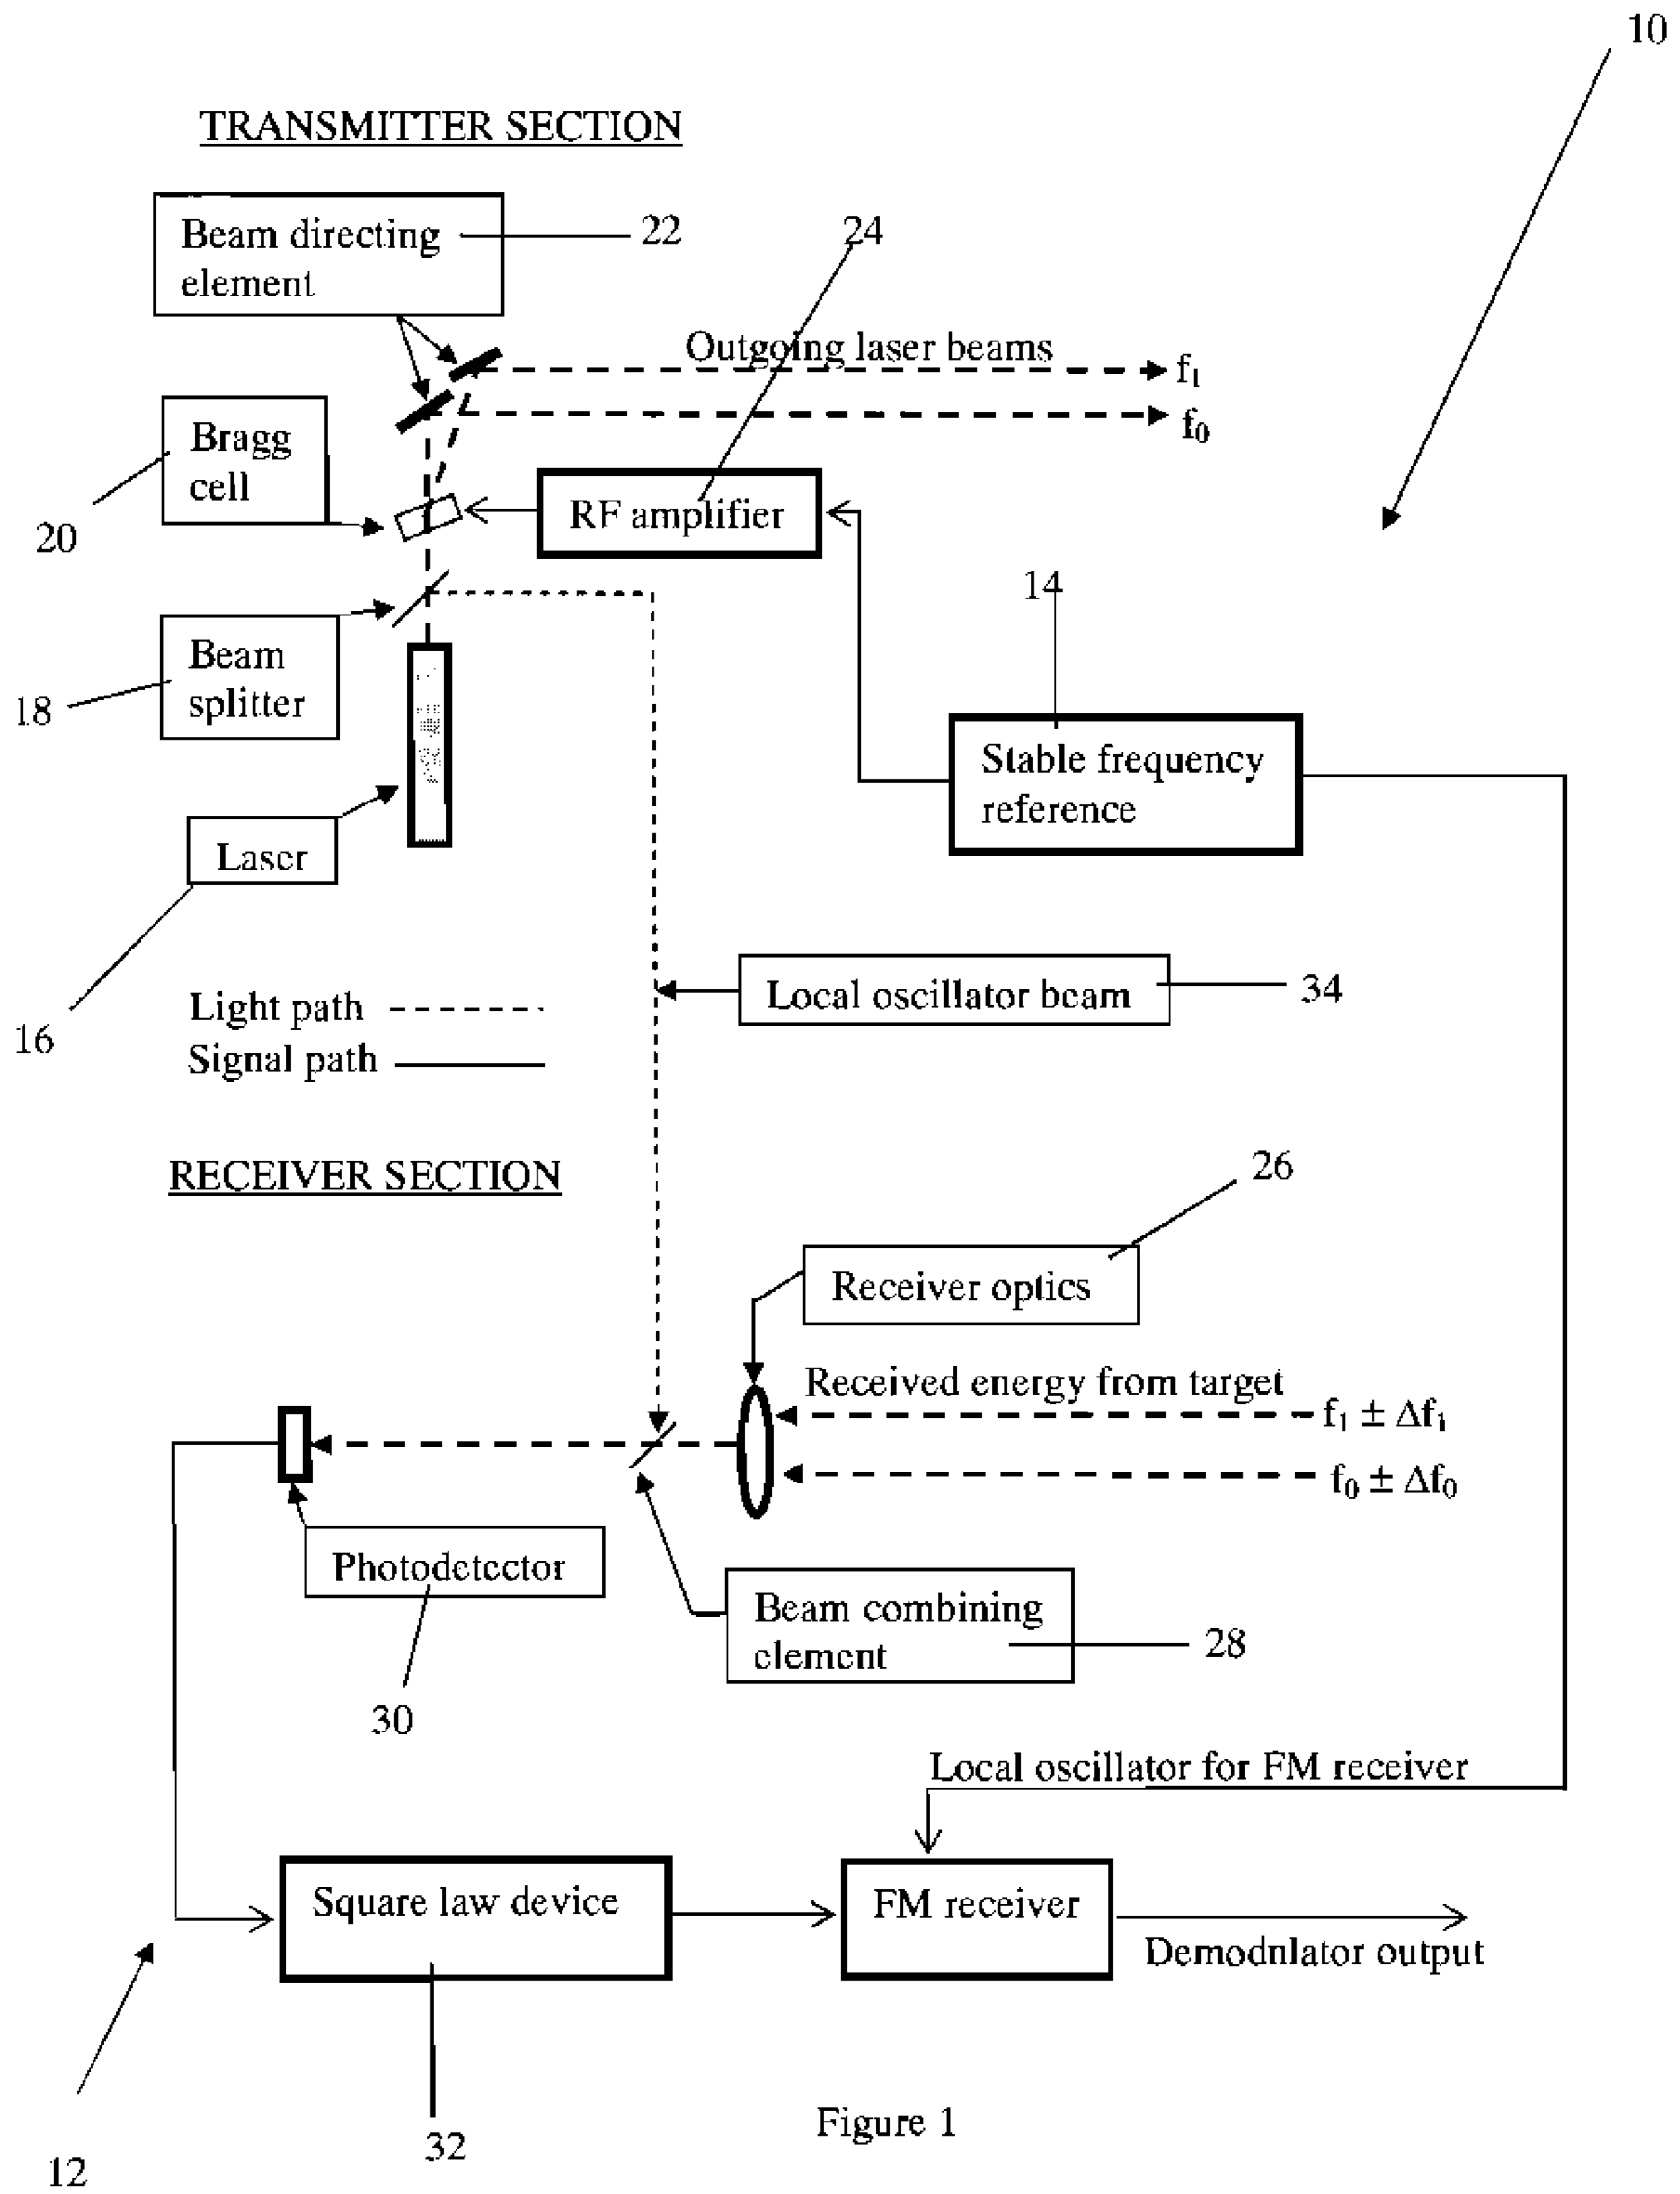 10
TRANSMITTER SECTION
Beam directing
element
22
24
Outgoing laser beams
f₁
f₀
Bragg
cell
20
RF amplifier
14
Beam
splitter
18
Stable frequency
reference
Laser
16
Local oscillator beam
34
Light path
Signal path
RECEIVER SECTION
26
Receiver optics
Received energy from target
f₁ ± Δf₁
f₀ ± Δf₀
Photodetector
30
Beam combining
element
28
Local oscillator for FM receiver
Square law device
FM receiver
Demodnlator output
32
12
Figure 1